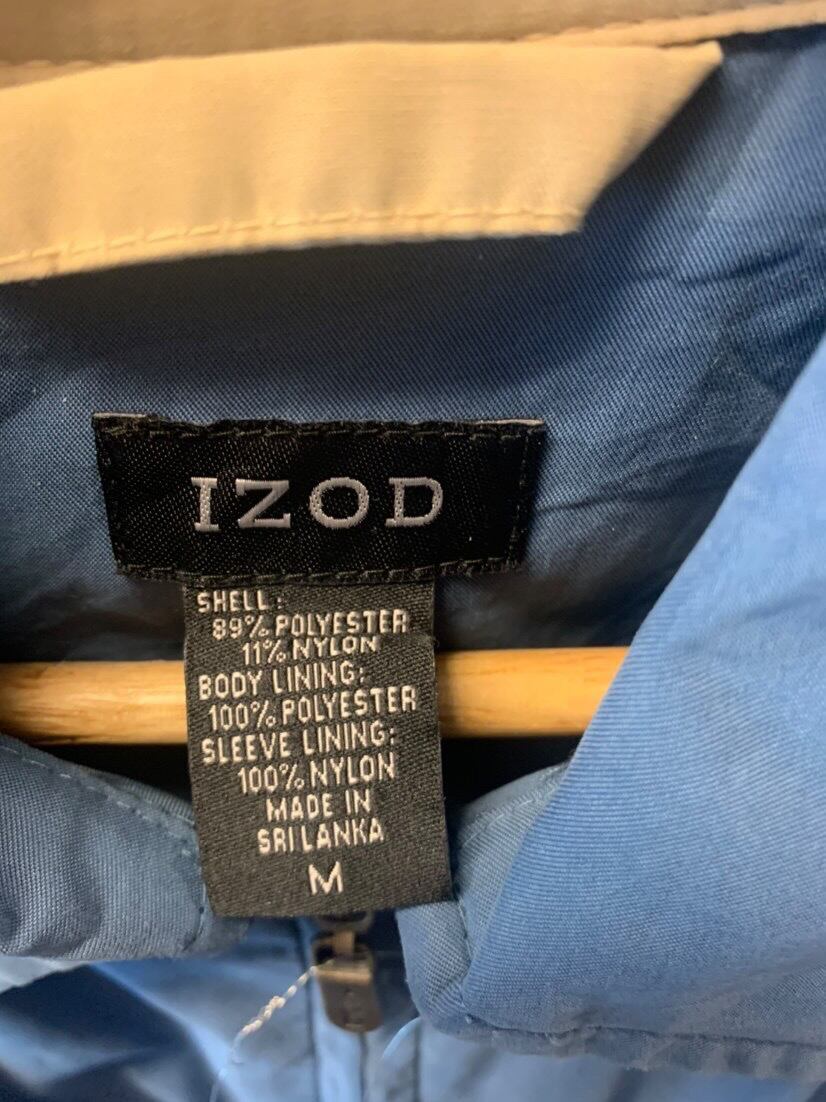 IZOD
SHELL:
89% POLYESTER
11% NYLON
BODY LINING:
100% POLYESTER
SLEEVE LINING:
100% NYLON
MADE IN
SRI LANKA
M